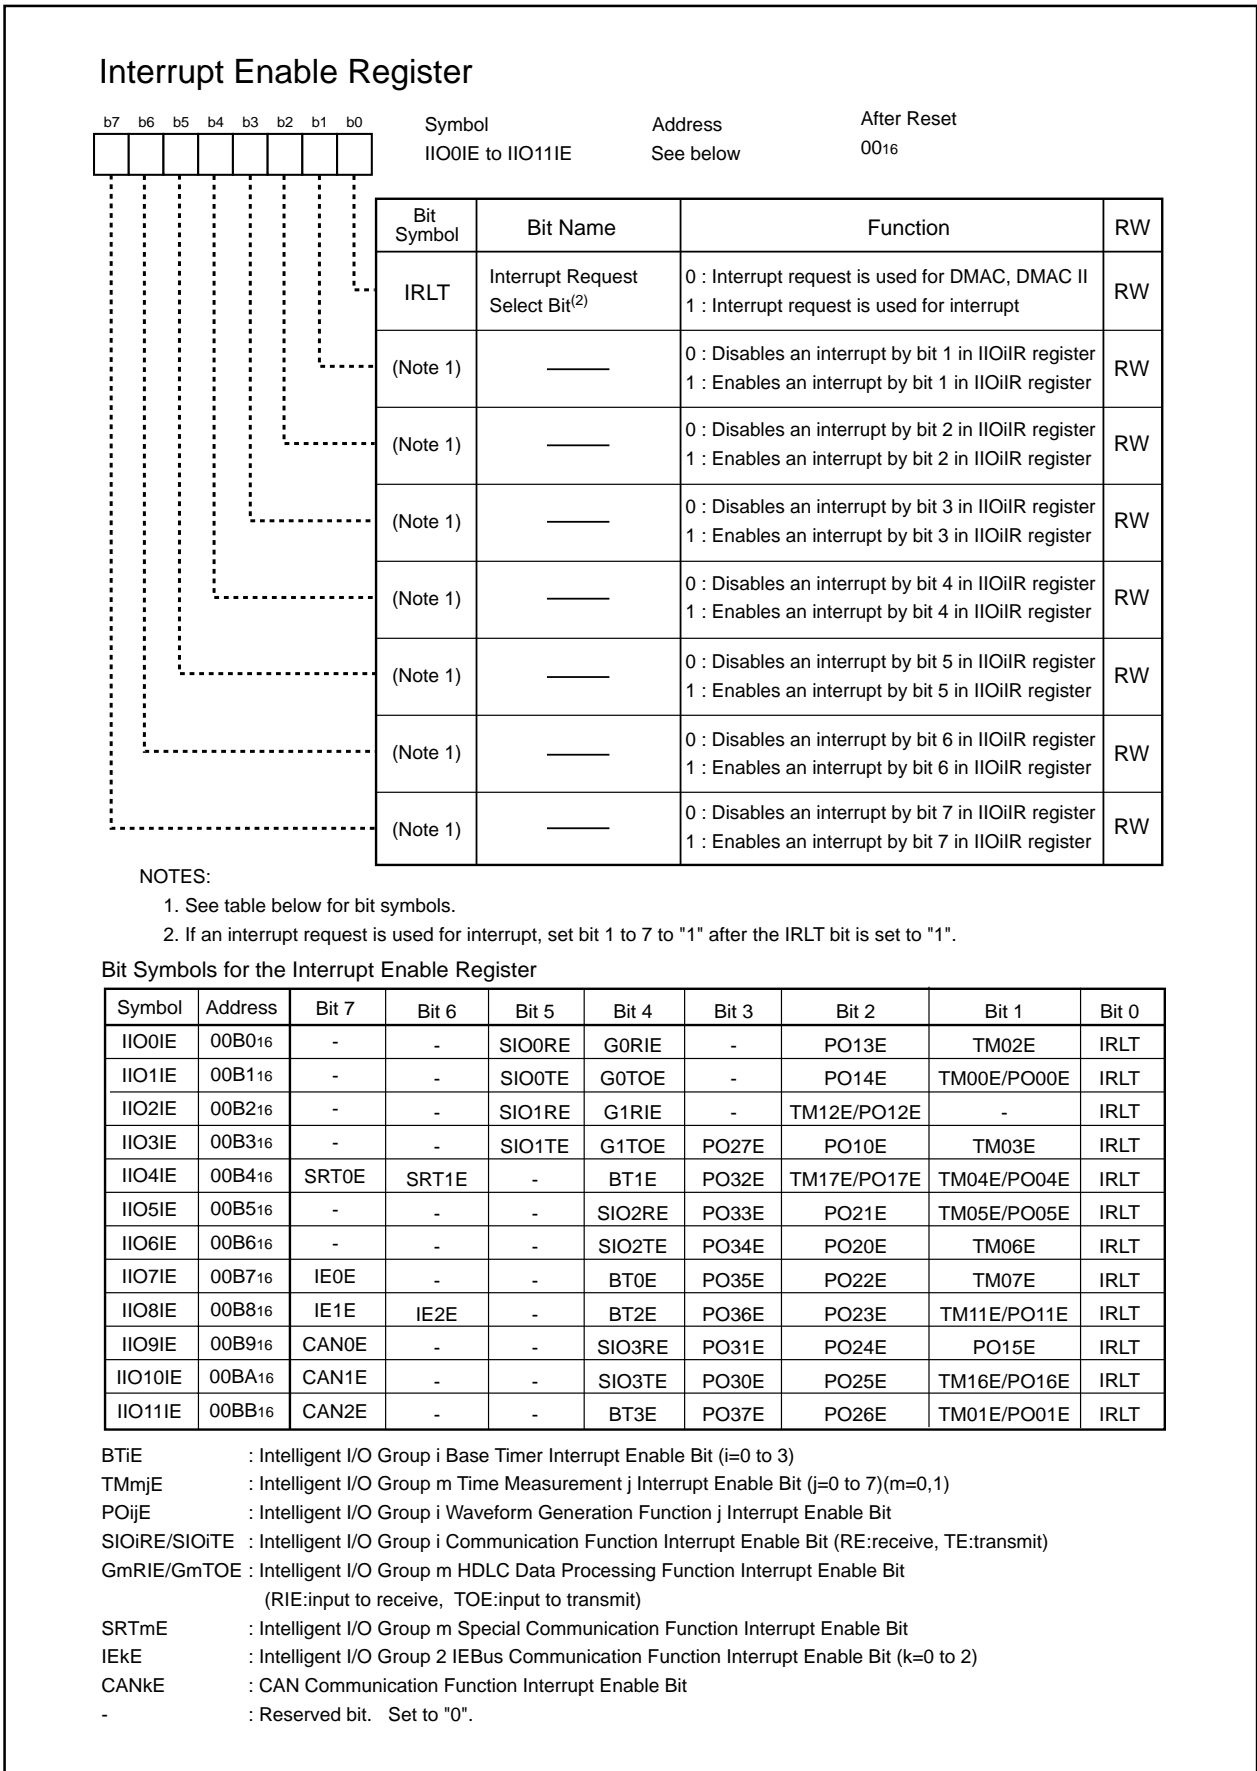 Interrupt Enable Register
b7 b6 b5 b4 b3 b2 b1 b0
Symbol Address After Reset
IIO0IE to IIO11IE See below 0016
Bit Symbol Bit Name Function RW
IRLT Interrupt Request Select Bit(2) 0 : Interrupt request is used for DMAC, DMAC II RW
1 : Interrupt request is used for interrupt
(Note 1) 0 : Disables an interrupt by bit 1 in IIOiIR register RW
1 : Enables an interrupt by bit 1 in IIOiIR register
(Note 1) 0 : Disables an interrupt by bit 2 in IIOiIR register RW
1 : Enables an interrupt by bit 2 in IIOiIR register
(Note 1) 0 : Disables an interrupt by bit 3 in IIOiIR register RW
1 : Enables an interrupt by bit 3 in IIOiIR register
(Note 1) 0 : Disables an interrupt by bit 4 in IIOiIR register RW
1 : Enables an interrupt by bit 4 in IIOiIR register
(Note 1) 0 : Disables an interrupt by bit 5 in IIOiIR register RW
1 : Enables an interrupt by bit 5 in IIOiIR register
(Note 1) 0 : Disables an interrupt by bit 6 in IIOiIR register RW
1 : Enables an interrupt by bit 6 in IIOiIR register
(Note 1) 0 : Disables an interrupt by bit 7 in IIOiIR register RW
1 : Enables an interrupt by bit 7 in IIOiIR register
NOTES:
1. See table below for bit symbols.
2. If an interrupt request is used for interrupt, set bit 1 to 7 to "1" after the IRLT bit is set to "1".
Bit Symbols for the Interrupt Enable Register
Symbol Address Bit 7 Bit 6 Bit 5 Bit 4 Bit 3 Bit 2 Bit 1 Bit 0
IIO0IE 00B016 - - SIO0RE G0RIE - PO13E TM02E IRLT
IIO1IE 00B116 - - SIO0TE G0TOE - PO14E TM00E/PO00E IRLT
IIO2IE 00B216 - - SIO1RE G1RIE - TM12E/PO12E - IRLT
IIO3IE 00B316 - - SIO1TE G1TOE PO27E PO10E TM03E IRLT
IIO4IE 00B416 SRT0E SRT1E - BT1E PO32E TM17E/PO17E TM04E/PO04E IRLT
IIO5IE 00B516 - - - SIO2RE PO33E PO21E TM05E/PO05E IRLT
IIO6IE 00B616 - - - SIO2TE PO34E PO20E TM06E IRLT
IIO7IE 00B716 IE0E - - BT0E PO35E PO22E TM07E IRLT
IIO8IE 00B816 IE1E IE2E - BT2E PO36E PO23E TM11E/PO11E IRLT
IIO9IE 00B916 CAN0E - - SIO3RE PO31E PO24E PO15E IRLT
IIO10IE 00BA16 CAN1E - - SIO3TE PO30E PO25E TM16E/PO16E IRLT
IIO11IE 00BB16 CAN2E - - BT3E PO37E PO26E TM01E/PO01E IRLT
BTiE : Intelligent I/O Group i Base Timer Interrupt Enable Bit (i=0 to 3)
TMmjE : Intelligent I/O Group m Time Measurement j Interrupt Enable Bit (j=0 to 7)(m=0,1)
POijE : Intelligent I/O Group i Waveform Generation Function j Interrupt Enable Bit
SIOiRE/SIOiTE : Intelligent I/O Group i Communication Function Interrupt Enable Bit (RE:receive, TE:transmit)
GmRIE/GmTOE : Intelligent I/O Group m HDLC Data Processing Function Interrupt Enable Bit
(RIE:input to receive, TOE:input to transmit)
SRTmE : Intelligent I/O Group m Special Communication Function Interrupt Enable Bit
IEkE : Intelligent I/O Group 2 IEBus Communication Function Interrupt Enable Bit (k=0 to 2)
CANkE : CAN Communication Function Interrupt Enable Bit
- : Reserved bit. Set to "0".